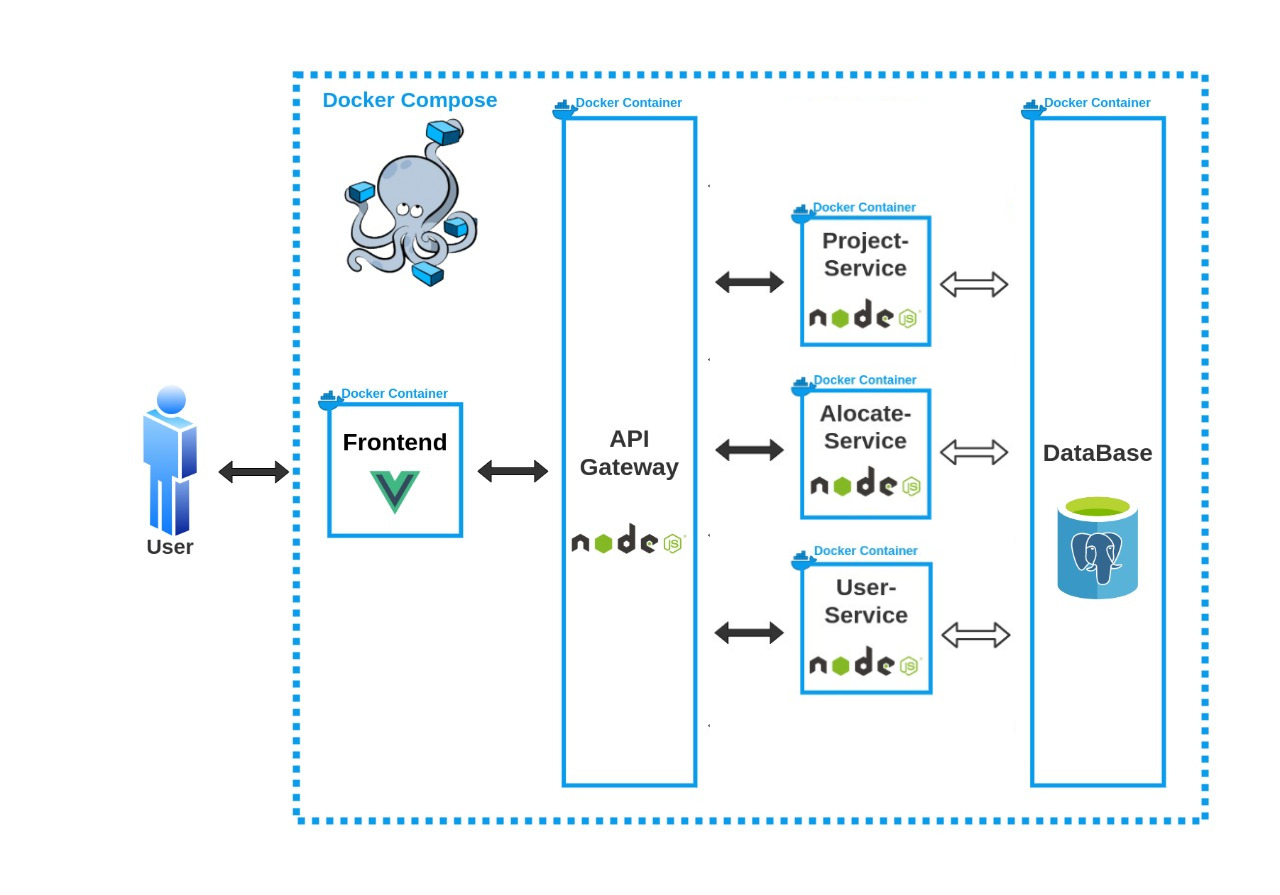 Docker Compose
Docker Container
API
Gateway
node
JS
Docker Container
Project-
Service
node
JS
Docker Container
Alocate-
Service
node
JS
Docker Container
User-
Service
node
JS
Docker Container
DataBase
Docker Container
Frontend
User